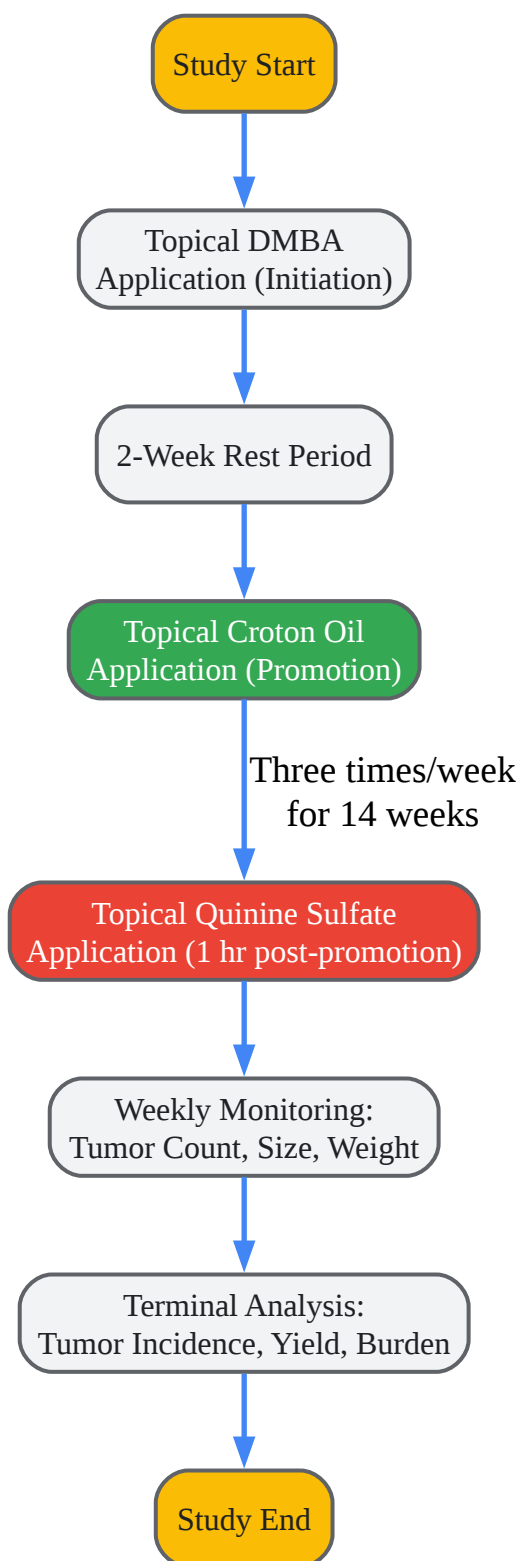 Study Start
Topical DMBA
Application (Initiation)
2-Week Rest Period
Topical Croton Oil
Application (Promotion)
Three times/week
for 14 weeks
Topical Quinine Sulfate
Application (1 hr post-promotion)
Weekly Monitoring:
Tumor Count, Size, Weight
Terminal Analysis:
Tumor Incidence, Yield, Burden
Study End